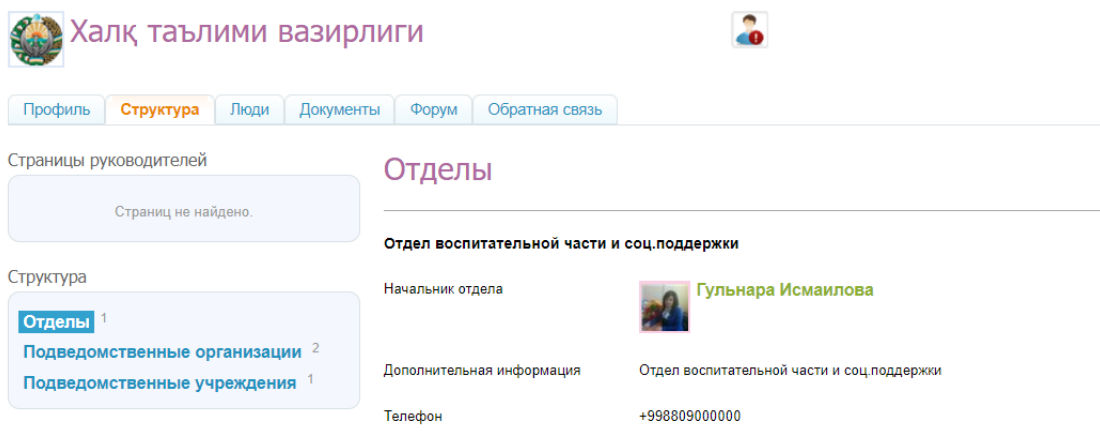 Халқ таълими вазирлиги
Профиль Структура Люди Документы Форум Обратная связь
Страницы руководителей
Страниц не найдено.
Структура
Отделы 1
Подведомственные организации 2
Подведомственные учреждения 1
Отделы
Отдел воспитательной части и соц.поддержки
Начальник отдела Гульнара Исмаилова
Дополнительная информация Отдел воспитательной части и соц.поддержки
Телефон +998809000000